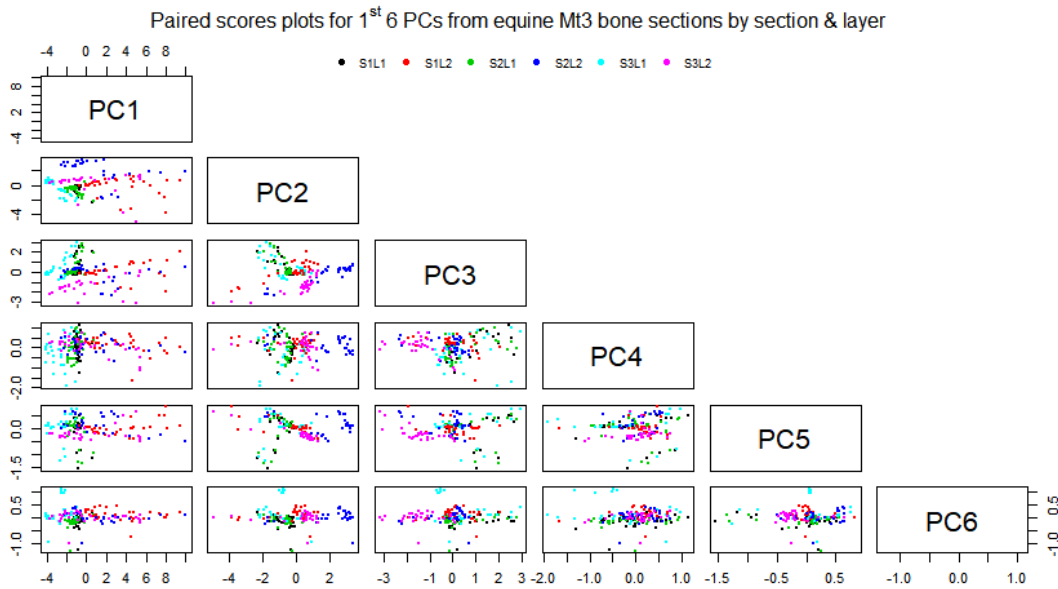 Paired scores plots for 1st 6 PCs from equine Mt3 bone sections by section & layer
-4 0 2 4 6 8
S1L1 S1L2 S2L1 S2L2 S3L1 S3L2
8
2
-4
PC1
0
-4
PC2
2
0
-3
PC3
0.0
-2.0
PC4
0.0
-1.5
PC5
0.5
-1.0
PC6
0.5
-1.0
-4 0 2 4 6 8 -4 -2 0 2 -3 -1 0 1 2 3 -2.0 -1.0 0.0 1.0 -1.5 -0.5 0.5 -1.0 0.0 1.0